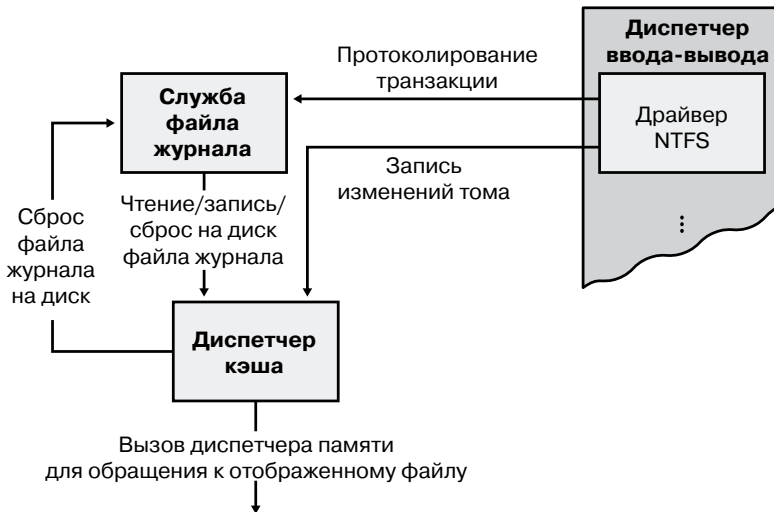 Диспетчер
ввода-вывода
Драйвер
NTFS
⋮
Протоколирование
транзакции
Служба
файла
журнала
Запись
изменений тома
Чтение/запись/
сброс на диск
файла журнала
Сброс
файла
журнала
на диск
Диспетчер
кэша
Вызов диспетчера памяти
для обращения к отображенному файлу